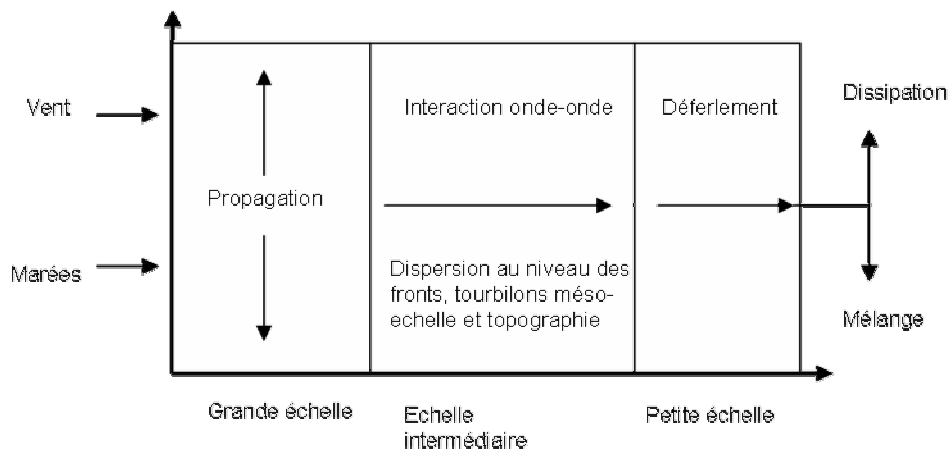 Vent
Marées
Propagation
Interaction onde-onde
Dispersion au niveau des
fronts, tourbilons méso-
echelle et topographie
Déferlement
Dissipation
Mélange
Grande échelle
Echelle
intermédiaire
Petite échelle